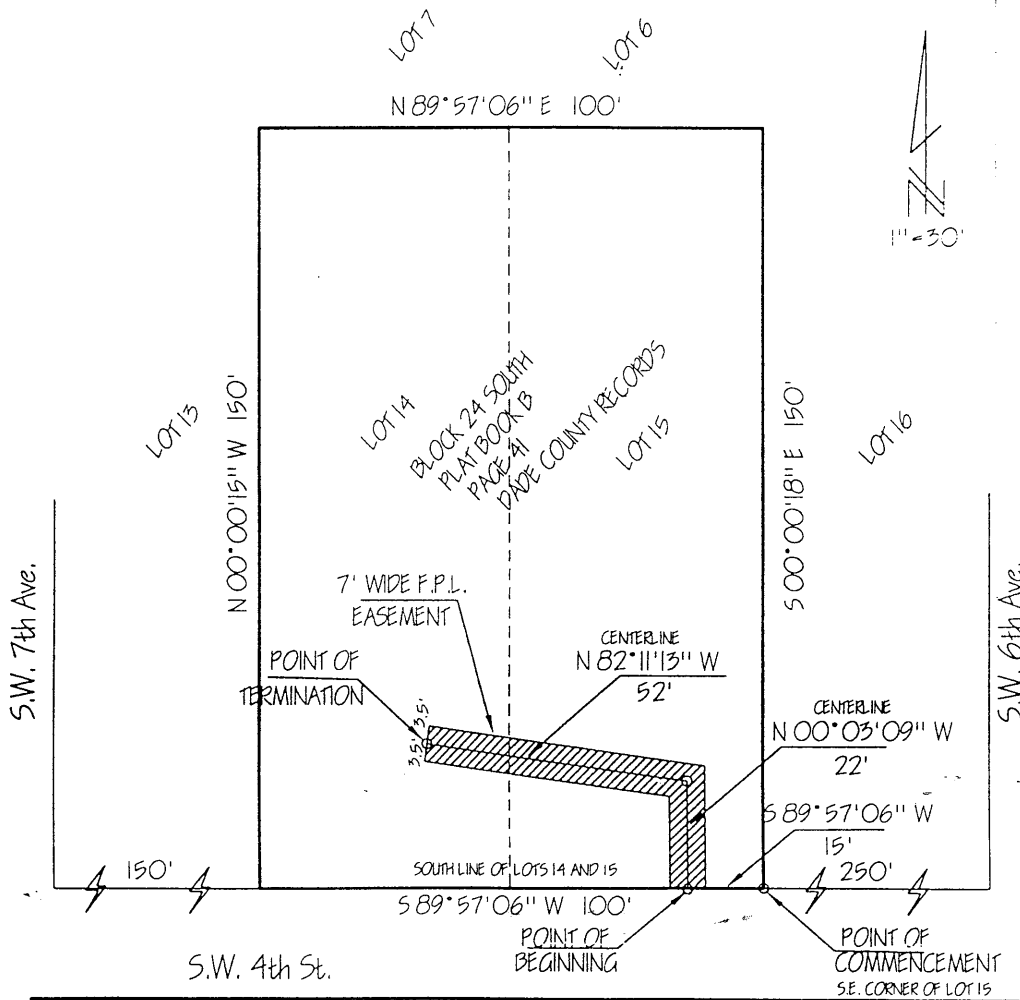 LOT 7
LOT 6
N 89°57'06" E 100'
N
1"=30'
LOT 13
N 00°00'15" W 150'
LOT 14
BLOCK 24 SOUTH
PLAT BOOK B
PAGE 41
DADE COUNTY RECORDS
LOT 15
S 00°00'18" E 150'
LOT 16
S.W. 7th Ave.
S.W. 6th Ave.
7' WIDE F.P.L.
EASEMENT
CENTERLINE
N 82°11'13" W
52'
POINT OF
TERMINATION
3.5'
3.5'
CENTERLINE
N 00°03'09" W
22'
S 89°57'06" W
15'
150'
SOUTH LINE OF LOTS 14 AND 15
250'
S 89°57'06" W 100'
POINT OF
BEGINNING
POINT OF
COMMENCEMENT
S.E. CORNER OF LOT 15
S.W. 4th St.